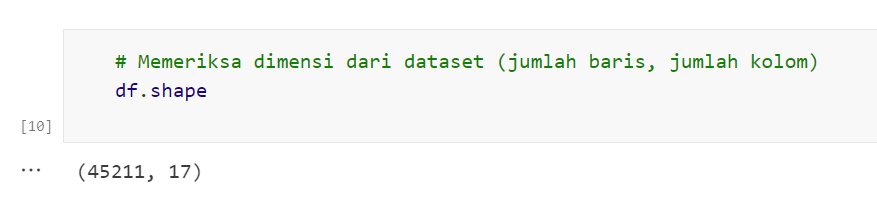 # Memeriksa dimensi dari dataset (jumlah baris, jumlah kolom)
df.shape
[10]
... (45211, 17)